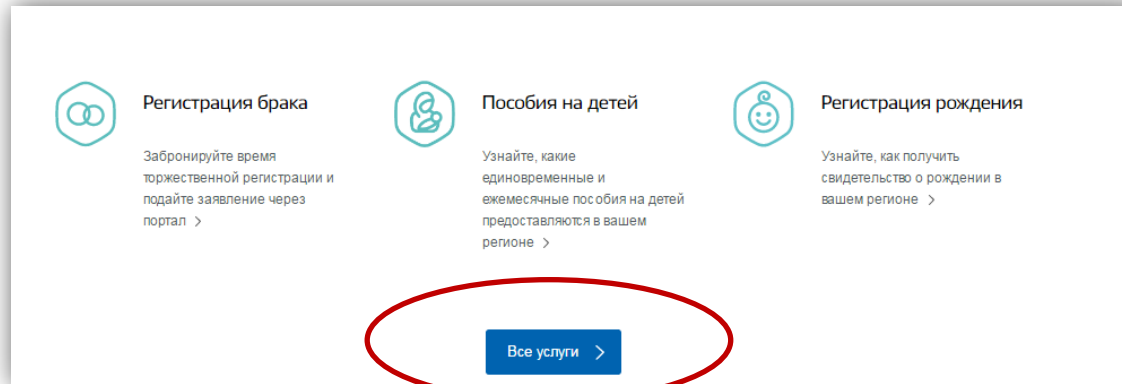 Регистрация брака
Забронируйте время
торжественной регистрации и
подайте заявление через
портал >
Пособия на детей
Узнайте, какие
единовременные и
ежемесячные пособия на детей
предоставляются в вашем
регионе >
Регистрация рождения
Узнайте, как получить
свидетельство о рождении в
вашем регионе >
Все услуги >